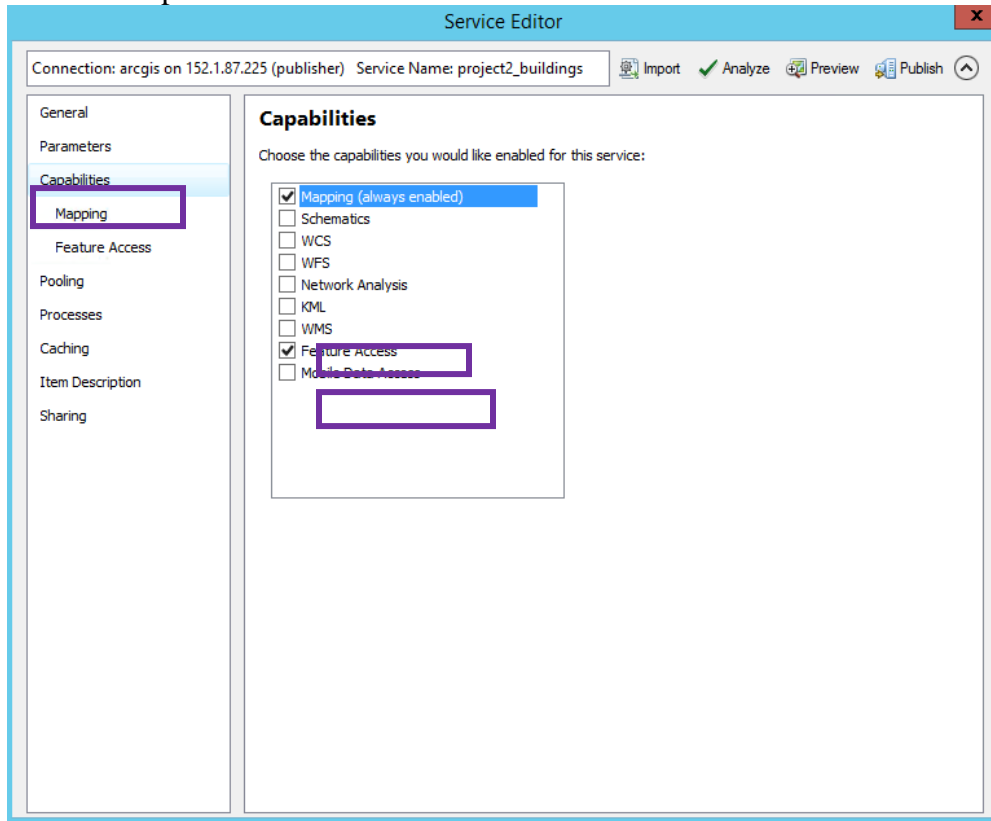 Service Editor
X
Connection: arcgis on 152.1.87.225 (publisher) Service Name: project2_buildings
Import
Analyze
Preview
Publish
General
Parameters
Capabilities
Mapping
Feature Access
Pooling
Processes
Caching
Item Description
Sharing
Capabilities
Choose the capabilities you would like enabled for this service:
Mapping (always enabled)
Schematics
WCS
WFS
Network Analysis
KML
WMS
Feature Access
Mobile Data Access